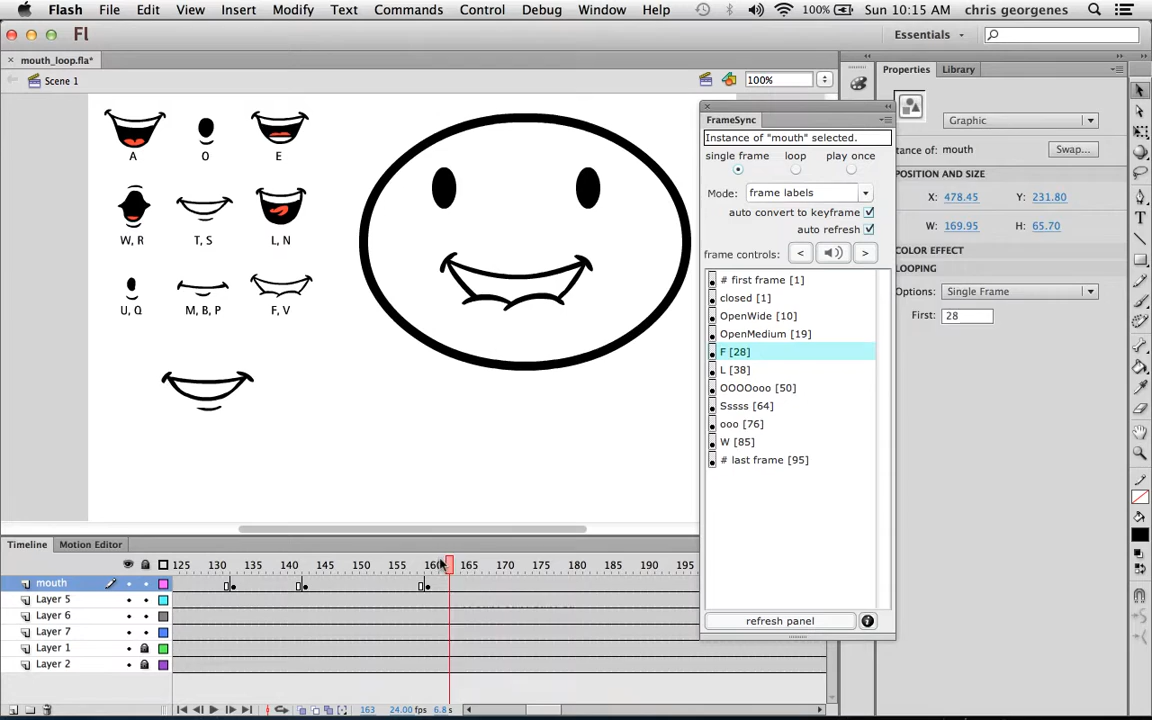 Flash File Edit View Insert Modify Text Commands Control Debug Window Help 100% Sun 10:15 AM chris georgenes
Fl Essentials
mouth_loop.fla*
Scene 1 100%
Properties Library
FrameSync
Graphic
Instance of "mouth" selected.
nstance of: mouth Swap...
single frame loop play once
POSITION AND SIZE
Mode: frame labels
X: 478.45 Y: 231.80
auto convert to keyframe
W: 169.95 H: 65.70
auto refresh
COLOR EFFECT
frame controls: < >
LOOPING
Options: Single Frame
First: 28
# first frame [1]
closed [1]
OpenWide [10]
OpenMedium [19]
F [28]
L [38]
OOOOooo [50]
Sssss [64]
ooo [76]
W [85]
# last frame [95]
refresh panel
A O E
W, R T, S L, N
U, Q M, B, P F, V
Timeline Motion Editor
125 130 135 140 145 150 155 160 165 170 175 180 185 190 195
mouth
Layer 5
Layer 6
Layer 7
Layer 1
Layer 2
163 24.00 fps 6.8 s